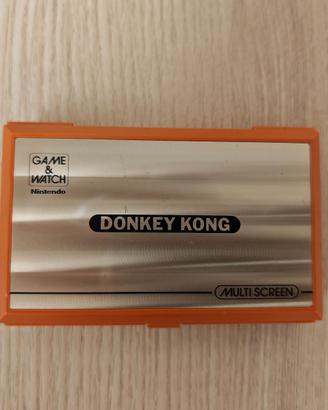 GAME
&
WATCH
Nintendo
DONKEY KONG
MULTI SCREEN